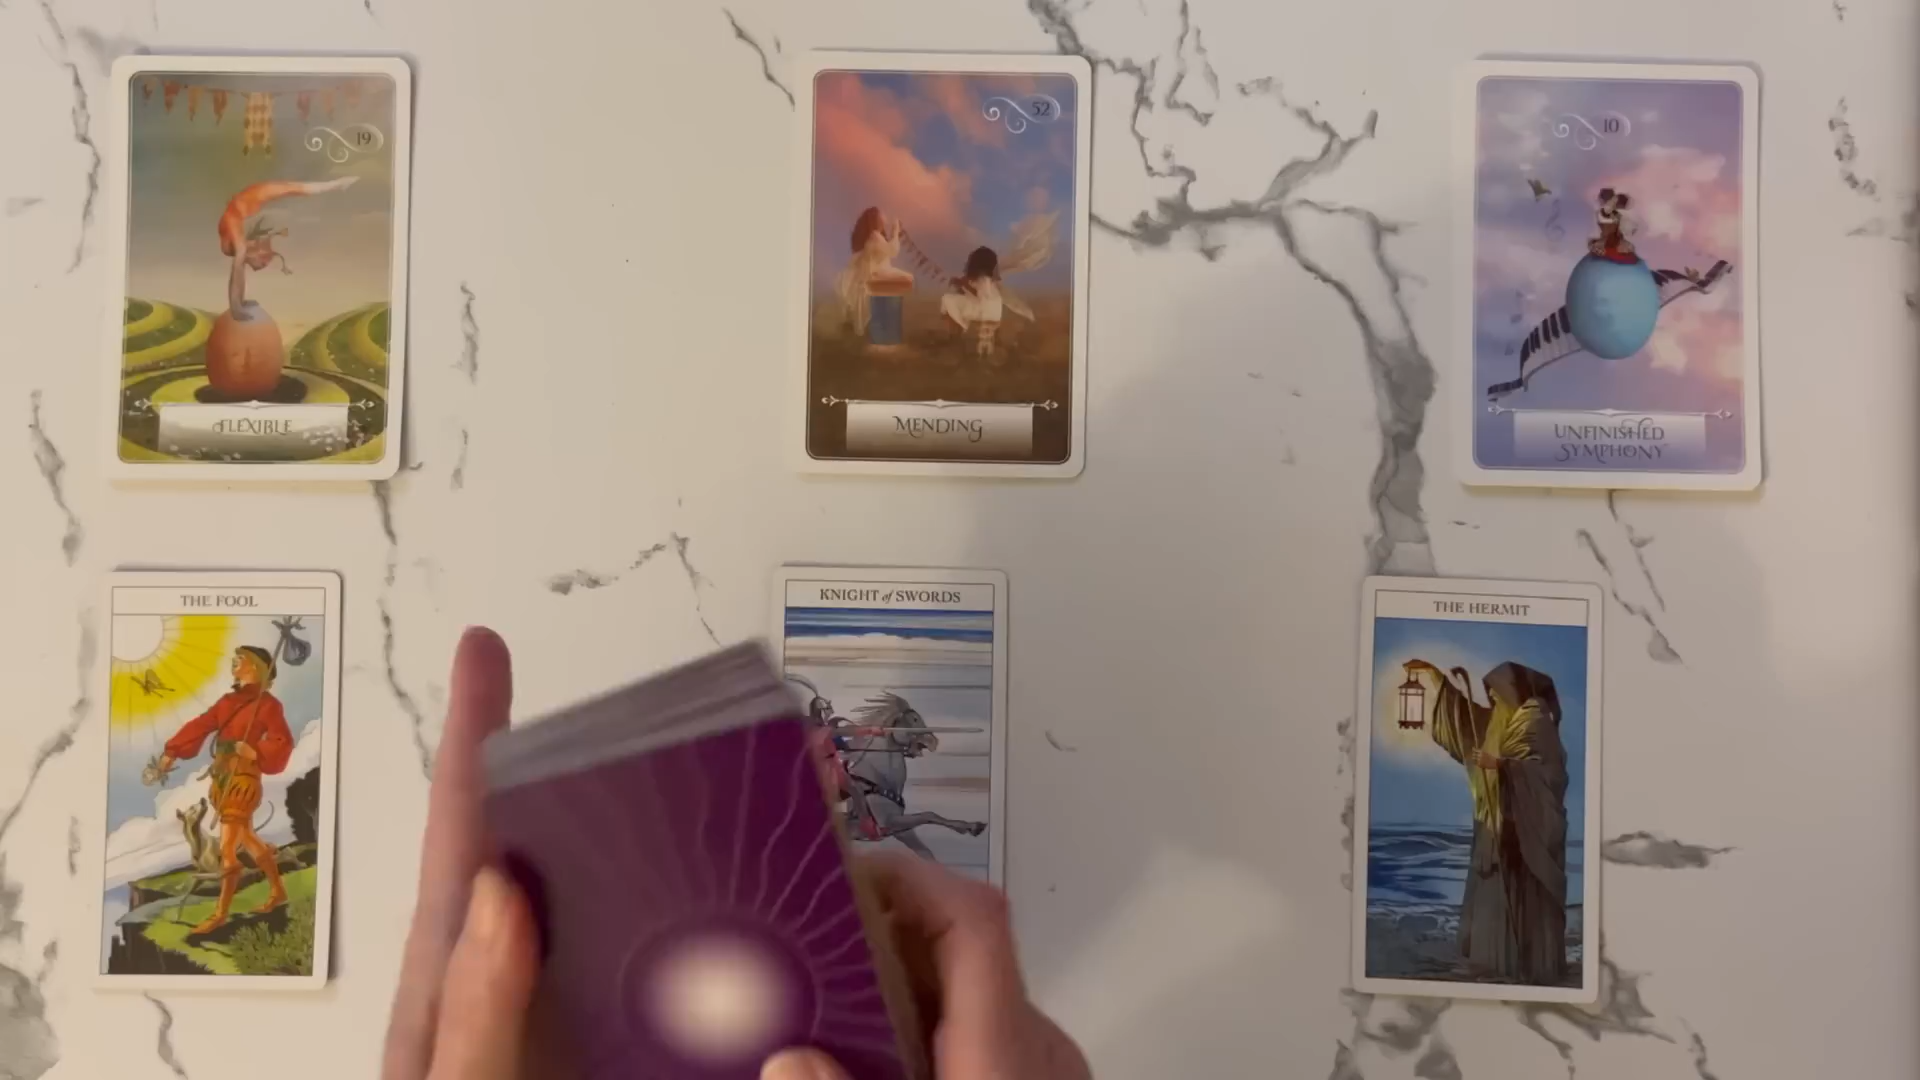 19
FLEXIBLE
52
MENDING
10
UNFINISHED
SYMPHONY
THE FOOL
KNIGHT of SWORDS
THE HERMIT